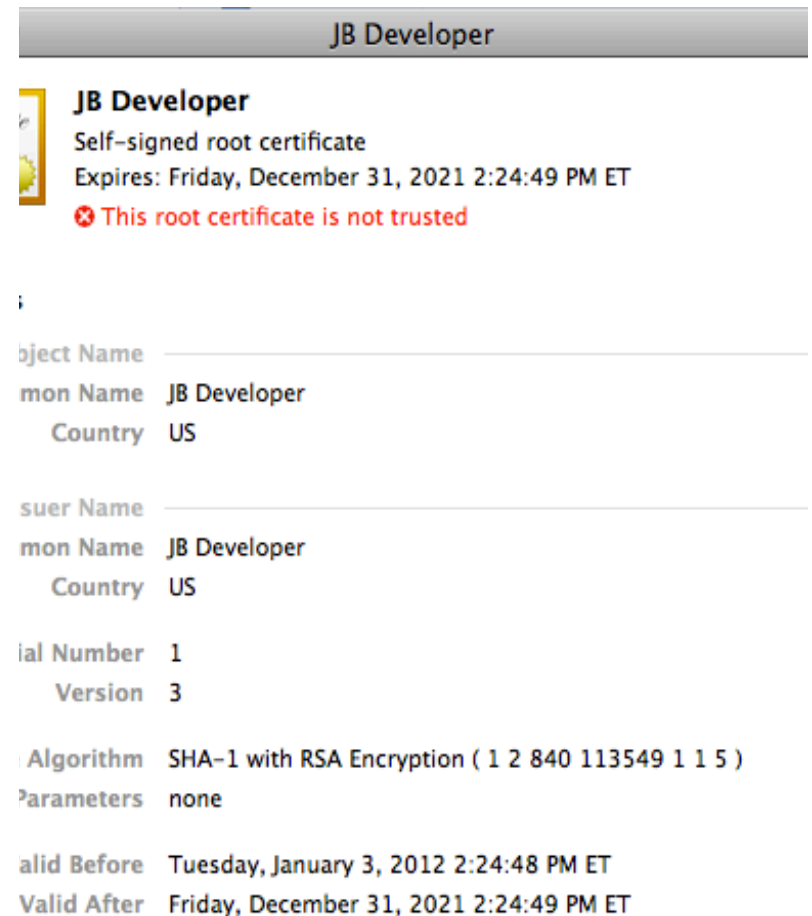 JB Developer
JB Developer
Self-signed root certificate
Expires: Friday, December 31, 2021 2:24:49 PM ET
This root certificate is not trusted
s
bject Name
mon Name JB Developer
Country US
suer Name
mon Name JB Developer
Country US
ial Number 1
Version 3
Algorithm SHA-1 with RSA Encryption ( 1 2 840 113549 1 1 5 )
Parameters none
alid Before Tuesday, January 3, 2012 2:24:48 PM ET
Valid After Friday, December 31, 2021 2:24:49 PM ET